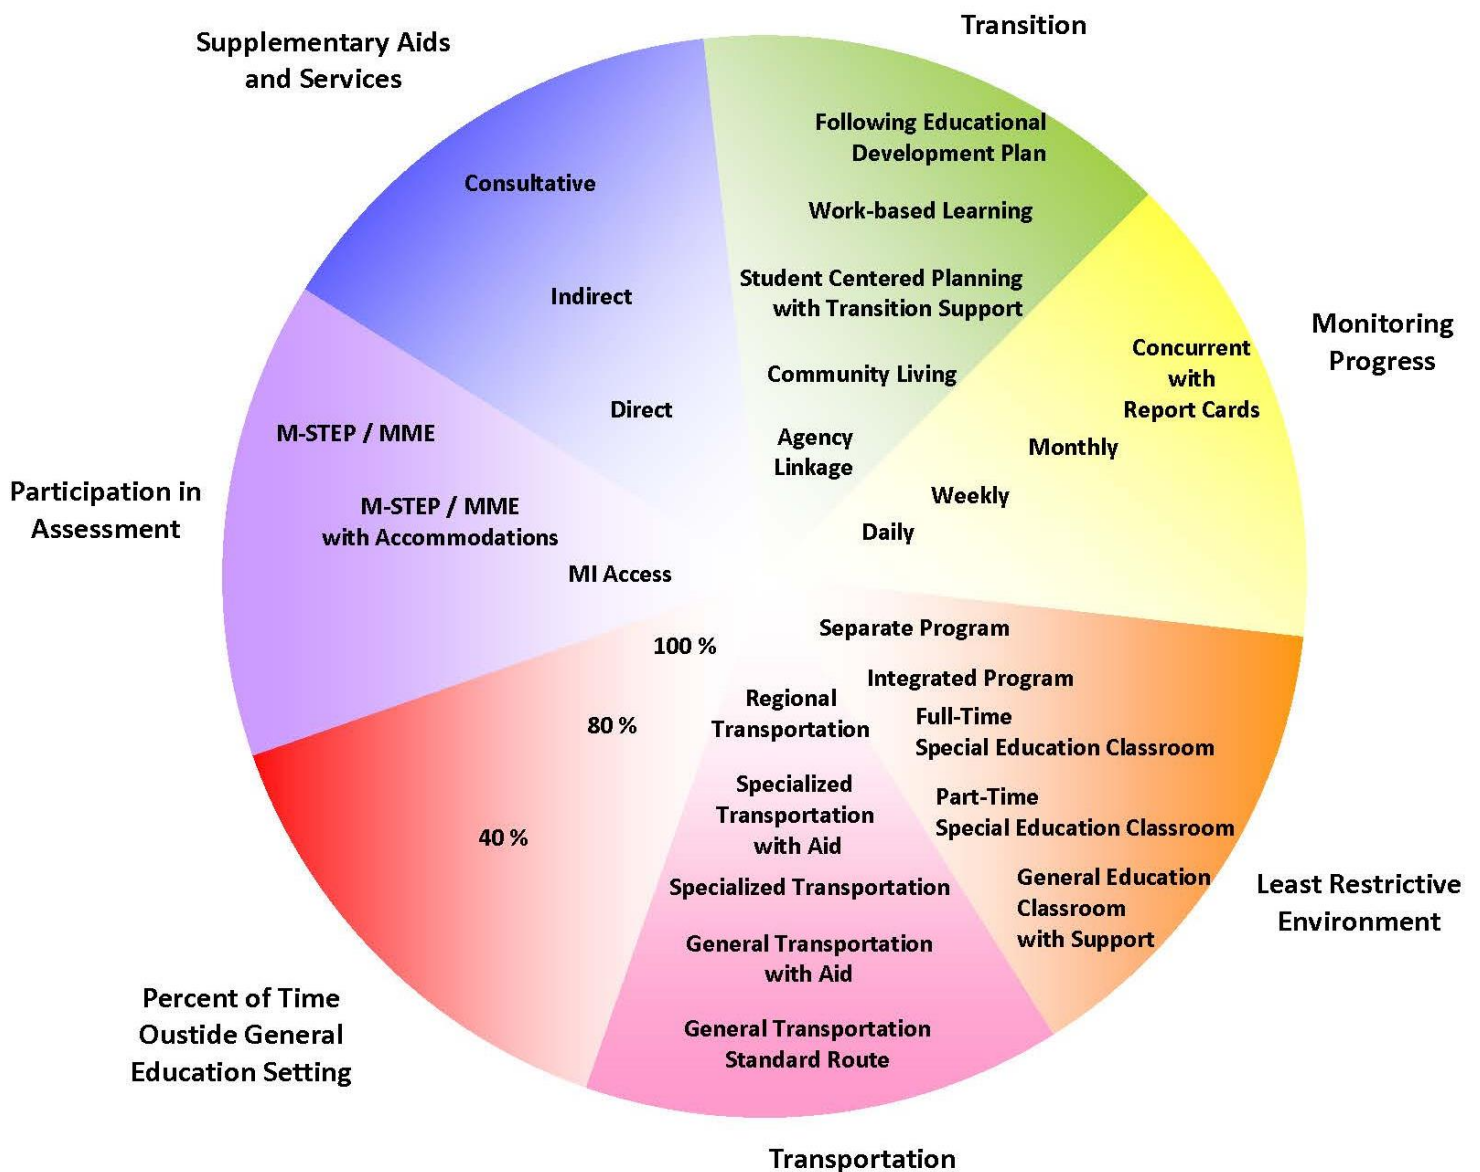 Supplementary Aids
and Services
Consultative
Indirect
Direct
Transition
Following Educational
Development Plan
Work-based Learning
Student Centered Planning
with Transition Support
Community Living
Agency
Linkage
Monitoring
Progress
Concurrent
with
Report Cards
Monthly
Weekly
Daily
Least Restrictive
Environment
Separate Program
Integrated Program
Full-Time
Special Education Classroom
Part-Time
Special Education Classroom
General Education
Classroom
with Support
Regional
Transportation
Specialized
Transportation
with Aid
Specialized Transportation
General Transportation
with Aid
General Transportation
Standard Route
Transportation
100 %
80 %
40 %
Percent of Time
Oustide General
Education Setting
Participation in
Assessment
M-STEP / MME
M-STEP / MME
with Accommodations
MI Access